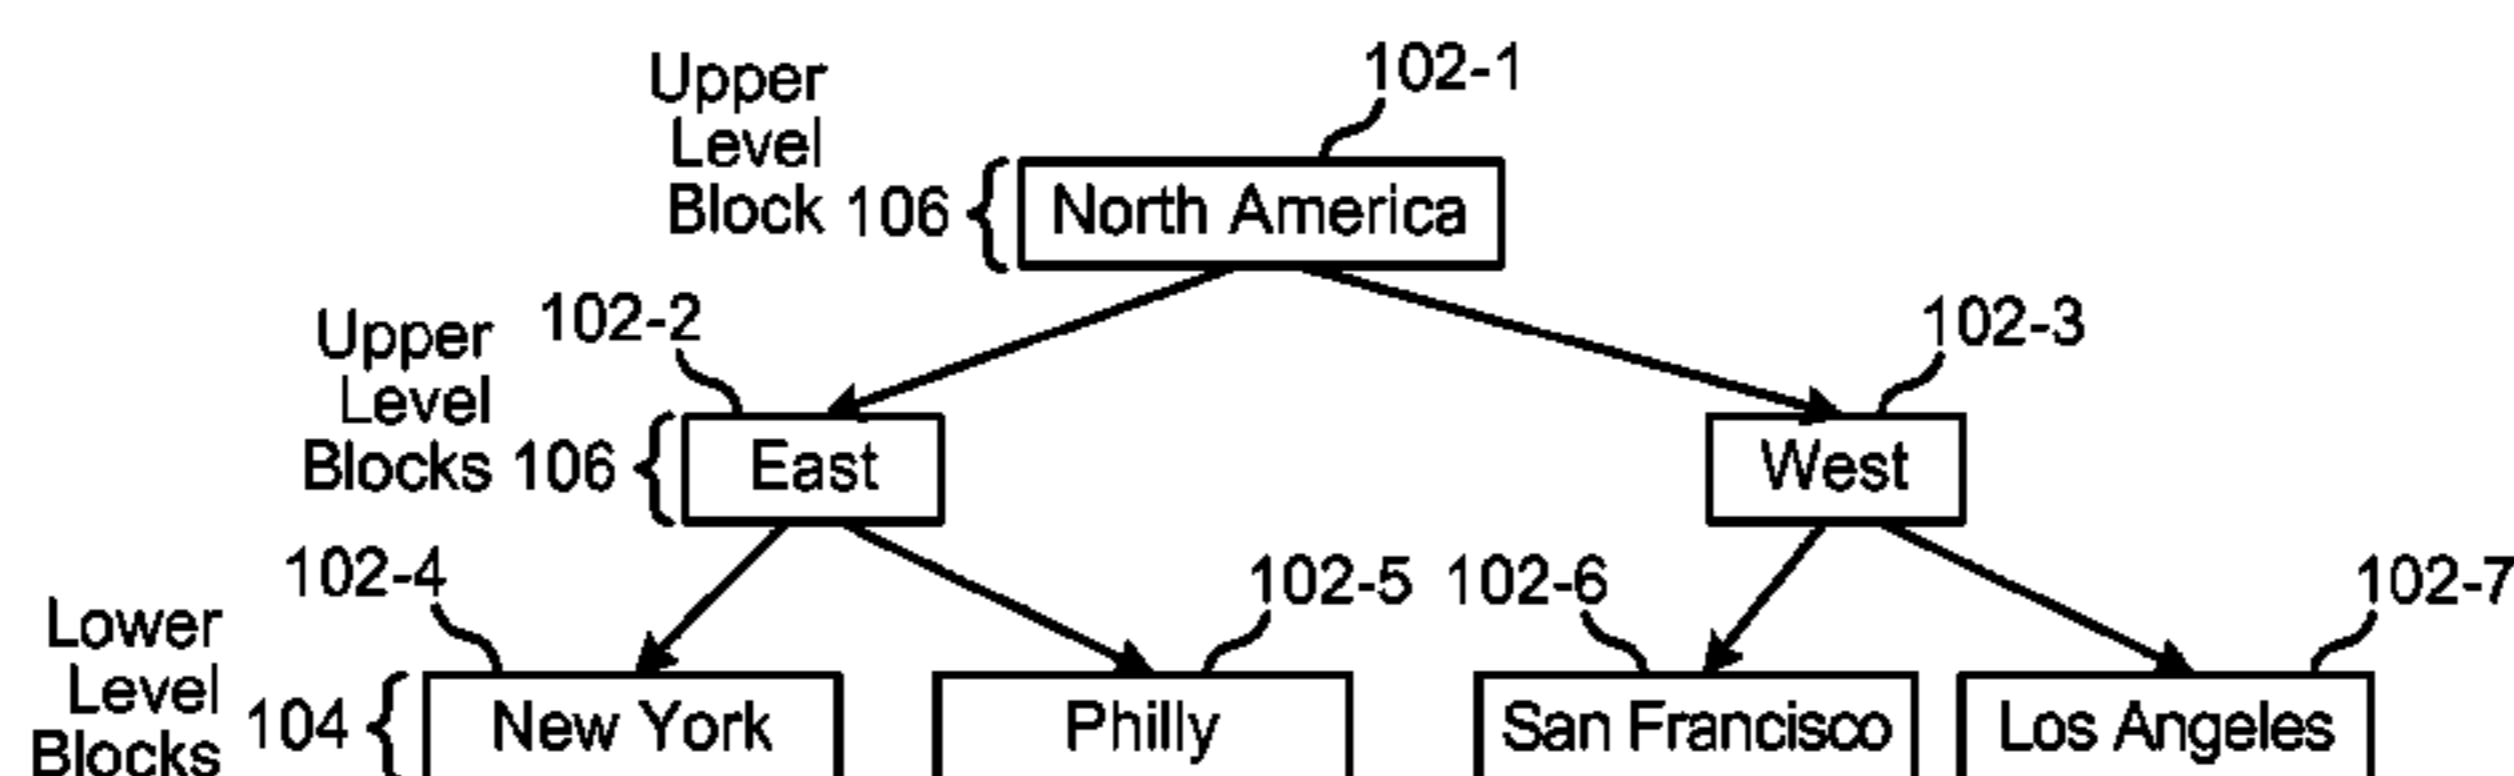 102-1
Upper
Level
Block 106
North America
102-2
102-3
Upper
Level
Blocks 106
East
West
102-4
102-5
102-6
102-7
Lower
Level
Blocks
104
New York
Philly
San Francisco
Los Angeles